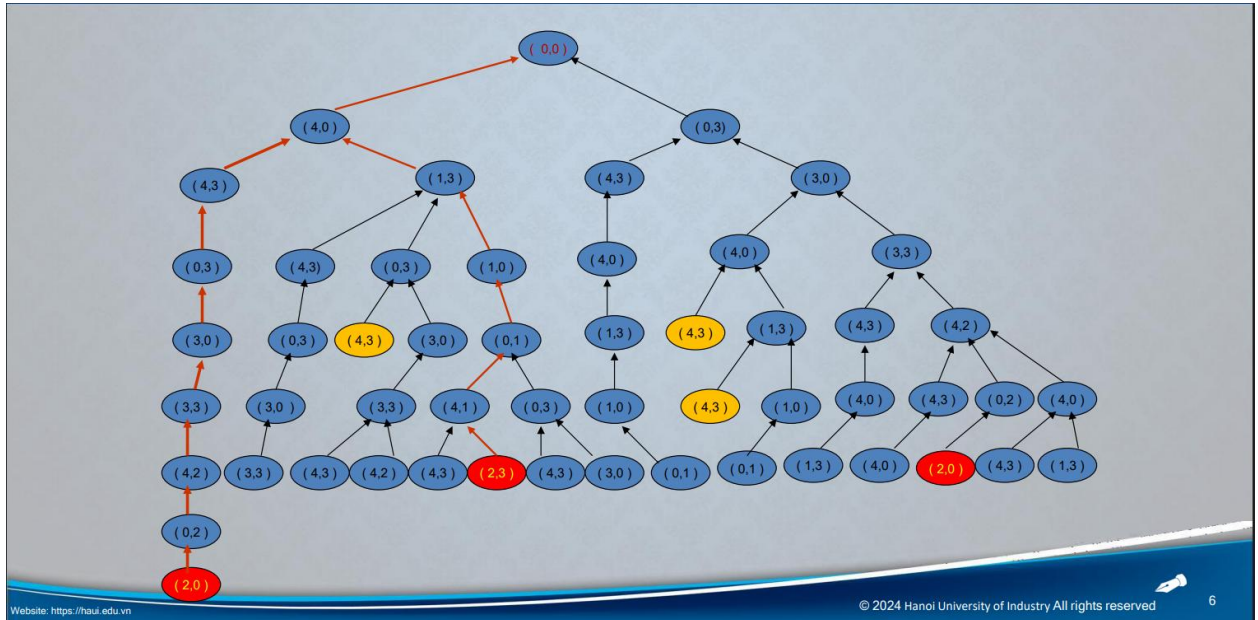 ( 0,0 )
( 4,0 )
( 0,3)
( 4,3 )
( 1,3 )
( 4,3 )
( 3,0 )
( 0,3 )
( 4,3)
( 0,3 )
( 1,0 )
( 4,0 )
( 4,0 )
( 3,3 )
( 3,0 )
( 0,3 )
( 4,3 )
( 3,0 )
( 0,1 )
( 1,3 )
( 4,3 )
( 1,3 )
( 4,3 )
( 4,2 )
( 3,3 )
( 3,0 )
( 3,3 )
( 4,1 )
( 0,3 )
( 1,0 )
( 4,3 )
( 1,0 )
( 4,0 )
( 4,3 )
( 0,2 )
( 4,0 )
( 4,2 )
( 3,3 )
( 4,3 )
( 4,2 )
( 4,3 )
( 2,3 )
( 4,3 )
( 3,0 )
( 0,1 )
( 0,1 )
( 1,3 )
( 4,0 )
( 2,0 )
( 4,3 )
( 1,3 )
( 0,2 )
( 2,0 )
Website: https://haui.edu.vn
© 2024 Hanoi University of Industry All rights reserved
6